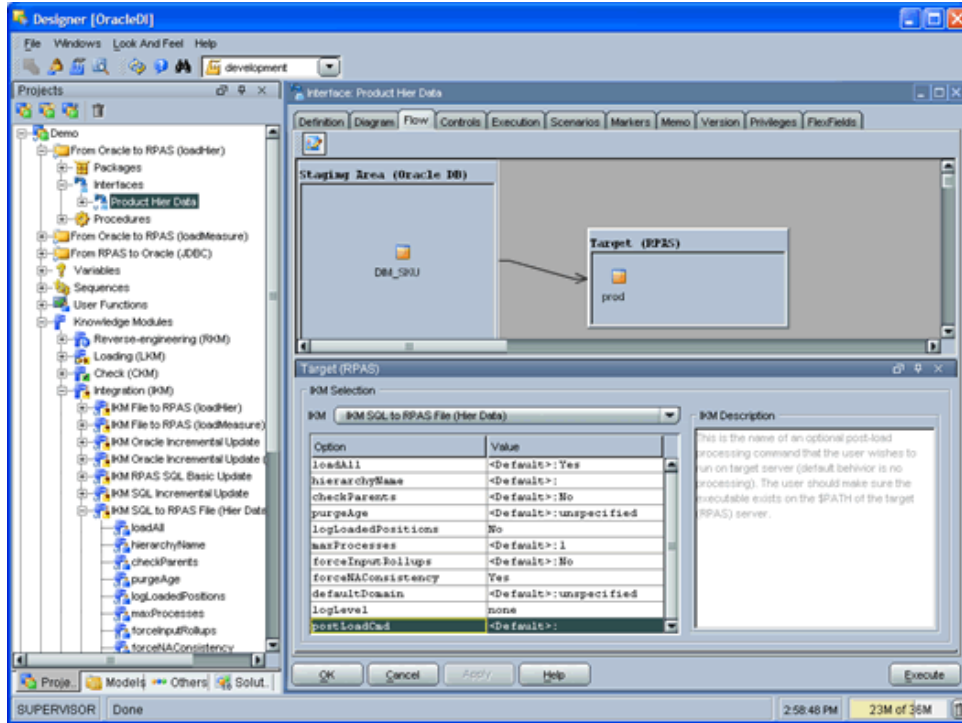 Designer [OracleDI]
File Windows Look And Feel Help
development
Projects
Demo
From Oracle to RPAS (loadHier)
Packages
Interfaces
Product Hier Data
Procedures
From Oracle to RPAS (loadMeasure)
From RPAS to Oracle (JDBC)
Variables
Sequences
User Functions
Knowledge Modules
Reverse-engineering (RKM)
Loading (LKM)
Check (CKM)
Integration (IKM)
IKM File to RPAS (loadHier)
IKM File to RPAS (loadMeasure)
IKM Oracle Incremental Update
IKM Oracle Incremental Update (
IKM RPAS SQL Basic Update
IKM SQL Incremental Update
IKM SQL to RPAS File (Hier Data
loadAll
hierarchyName
checkParents
purgeAge
logLoadedPositions
maxProcesses
forceInputRollups
forceNAConsistency
Proje.. Models Others Solut..
Interface: Product Hier Data
Definition Diagram Flow Controls Execution Scenarios Markers Memo Version Privileges FlexFields
Staging Area (Oracle DB)
DIM_SKU
Target (RPAS)
prod
Target (RPAS)
IKM Selection
IKM IKM SQL to RPAS File (Hier Data)
Option Value
loadAll <Default>:Yes
hierarchyName <Default>:
checkParents <Default>:No
purgeAge <Default>:unspecified
logLoadedPositions No
maxProcesses <Default>:1
forceInputRollups <Default>:No
forceNAConsistency Yes
defaultDomain <Default>:unspecified
logLevel none
postLoadCmd <Default>:
IKM Description
This is the name of an optional post-load
processing command that the user wishes to
run on target server (default behivior is no
processing). The user should make sure the
executable exists on the $PATH of the target
(RPAS) server.
OK Cancel Apply Help Execute
SUPERVISOR Done 2:58:48 PM 23M of 36M